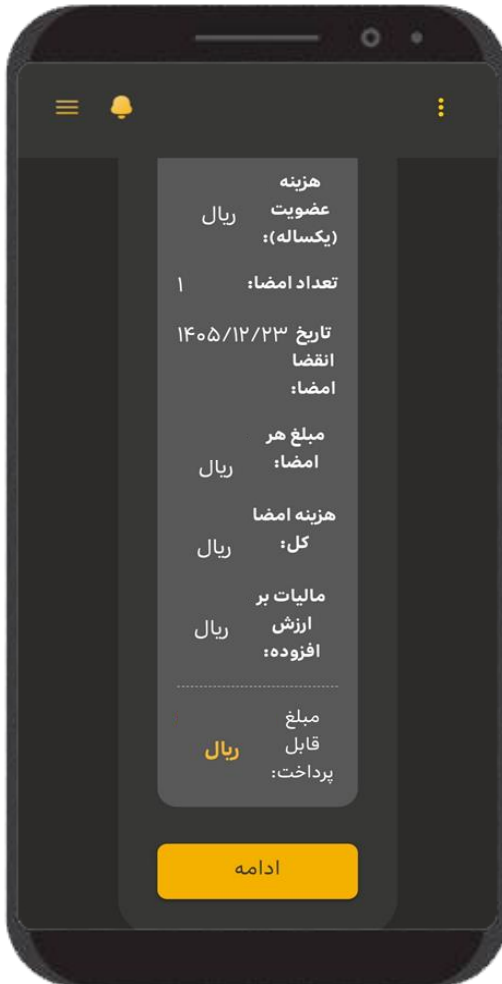 هزینه
عضویت
(یکساله):
ریال
تعداد امضا:
۱
تاریخ
انقضا
امضا:
۱۴۰۵/۱۲/۲۳
مبلغ هر
امضا:
ریال
هزینه امضا
کل:
ریال
مالیات بر
ارزش
افزوده:
ریال
مبلغ
قابل
پرداخت:
ریال
ادامه